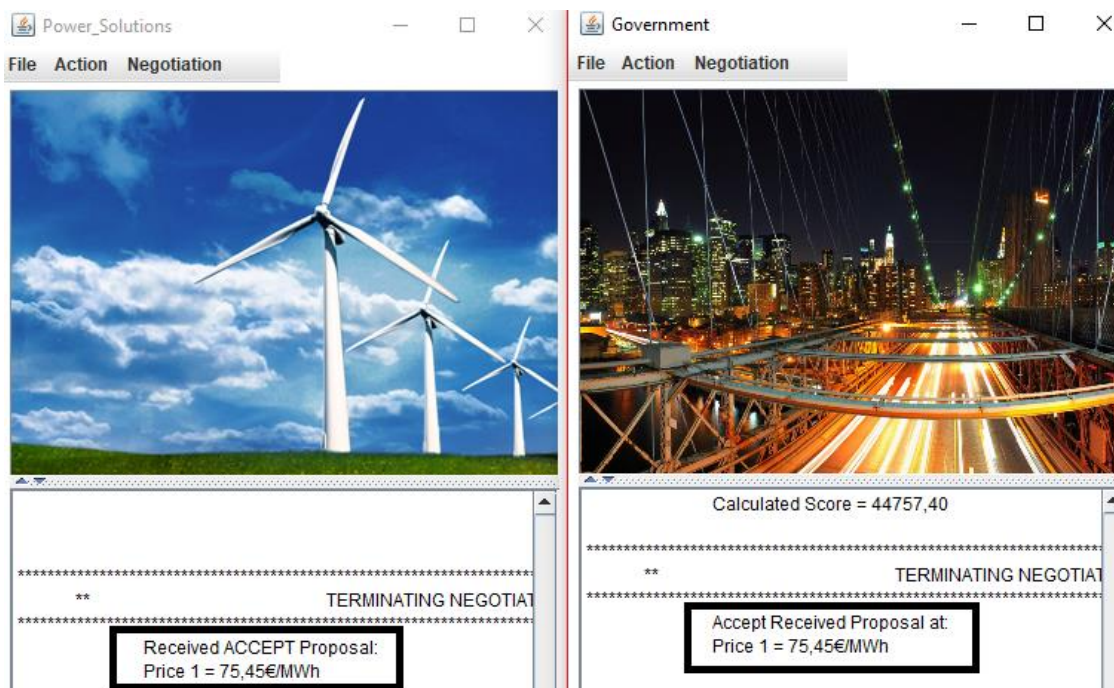 Power_Solutions
File Action Negotiation
************************************************************************
** TERMINATING NEGOTIAT
************************************************************************
Received ACCEPT Proposal:
Price 1 = 75,45€/MWh
Government
File Action Negotiation
Calculated Score = 44757,40
************************************************************************
** TERMINATING NEGOTIAT
************************************************************************
Accept Received Proposal at:
Price 1 = 75,45€/MWh